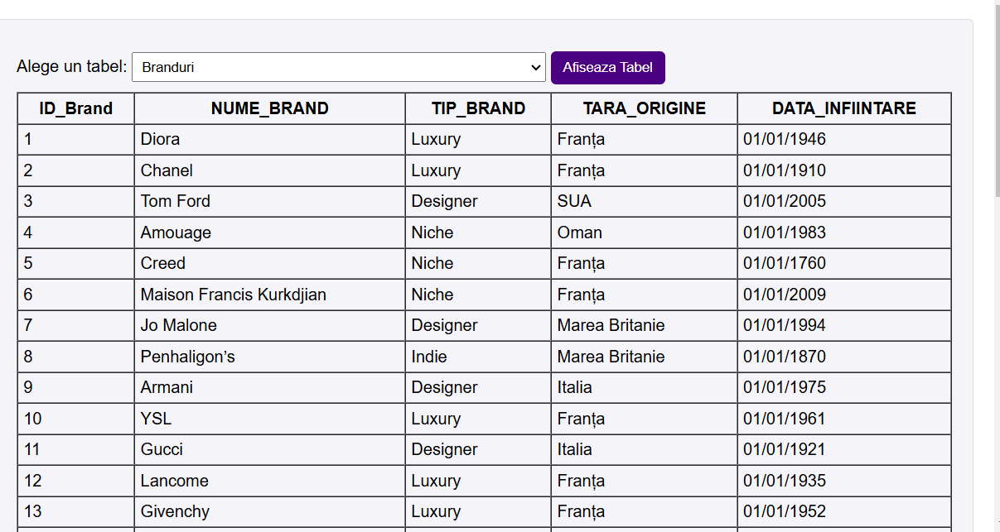 Alege un tabel: Branduri Afiseaza Tabel
ID_Brand NUME_BRAND TIP_BRAND TARA_ORIGINE DATA_INFIINTARE
1 Diora Luxury Franța 01/01/1946
2 Chanel Luxury Franța 01/01/1910
3 Tom Ford Designer SUA 01/01/2005
4 Amouage Niche Oman 01/01/1983
5 Creed Niche Franța 01/01/1760
6 Maison Francis Kurkdjian Niche Franța 01/01/2009
7 Jo Malone Designer Marea Britanie 01/01/1994
8 Penhaligon’s Indie Marea Britanie 01/01/1870
9 Armani Designer Italia 01/01/1975
10 YSL Luxury Franța 01/01/1961
11 Gucci Designer Italia 01/01/1921
12 Lancome Luxury Franța 01/01/1935
13 Givenchy Luxury Franța 01/01/1952